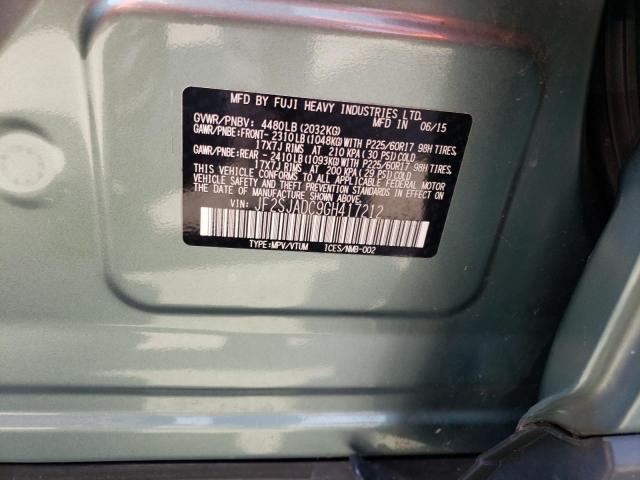 MFD BY FUJI HEAVY INDUSTRIES LTD.
GVWR/PNBV: 4480LB(2032KG) MFD IN 06/15
GAWR/PNBE:FRONT- 2310LB(1048KG)WITH P225/60R17 98H TIRES,
17X7J RIMS AT 210 KPA(30 PSI)COLD
GAWR/PNBE:REAR - 2410LB(1093KG)WITH P225/60R17 98H TIRES,
17X7J RIMS AT 200 KPA(29 PSI)COLD
THIS VEHICLE CONFORMS TO ALL APPLICABLE FEDERAL MOTOR
VEHICLE SAFETY AND THEFT PREVENTION STANDARDS IN EFFECT ON
THE DATE OF MANUFACTURE SHOWN ABOVE.
VIN: JF2SJADC9GH417212
TYPE:MPV/VTUM ICES/NMB-002